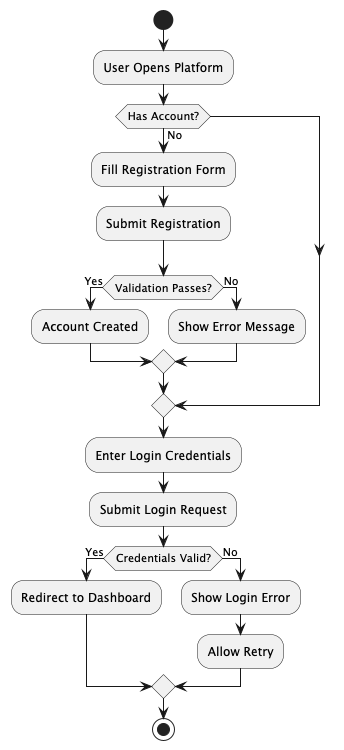 User Opens Platform
Has Account?
No
Fill Registration Form
Submit Registration
Yes
Validation Passes?
No
Account Created
Show Error Message
Enter Login Credentials
Submit Login Request
Yes
Credentials Valid?
No
Redirect to Dashboard
Show Login Error
Allow Retry